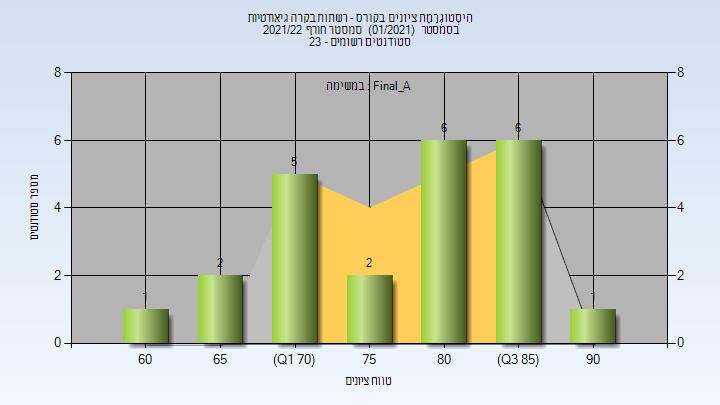 היסטוגרמת ציונים בקורס - רשתות בקרה גיאודטיות
בסמסטר (01/2021) סמסטר חורף 2021/22
סטודנטים רשומים - 23
במשימה : Final_A
8 8
6 6
4 4
2 2
0 0
1 2 5 2 6 6 1
מספר סטודנטים
60 65 (Q1 70) 75 80 (Q3 85) 90
טווח ציונים